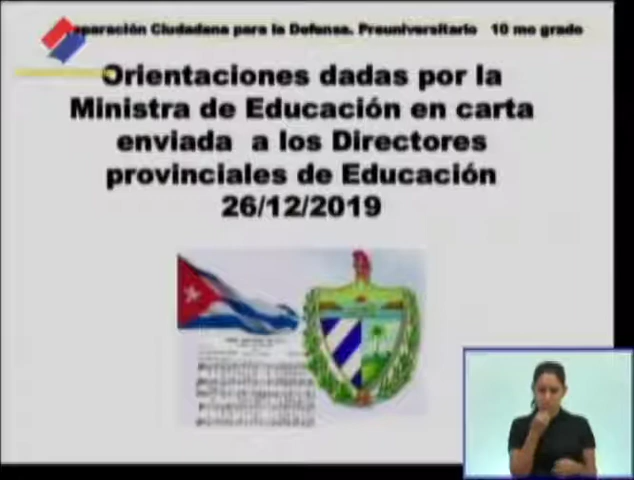 eparación Ciudadana para la Defensa. Preuniversitario 10 mo grado
Orientaciones dadas por la
Ministra de Educación en carta
enviada a los Directores
provinciales de Educación
26/12/2019